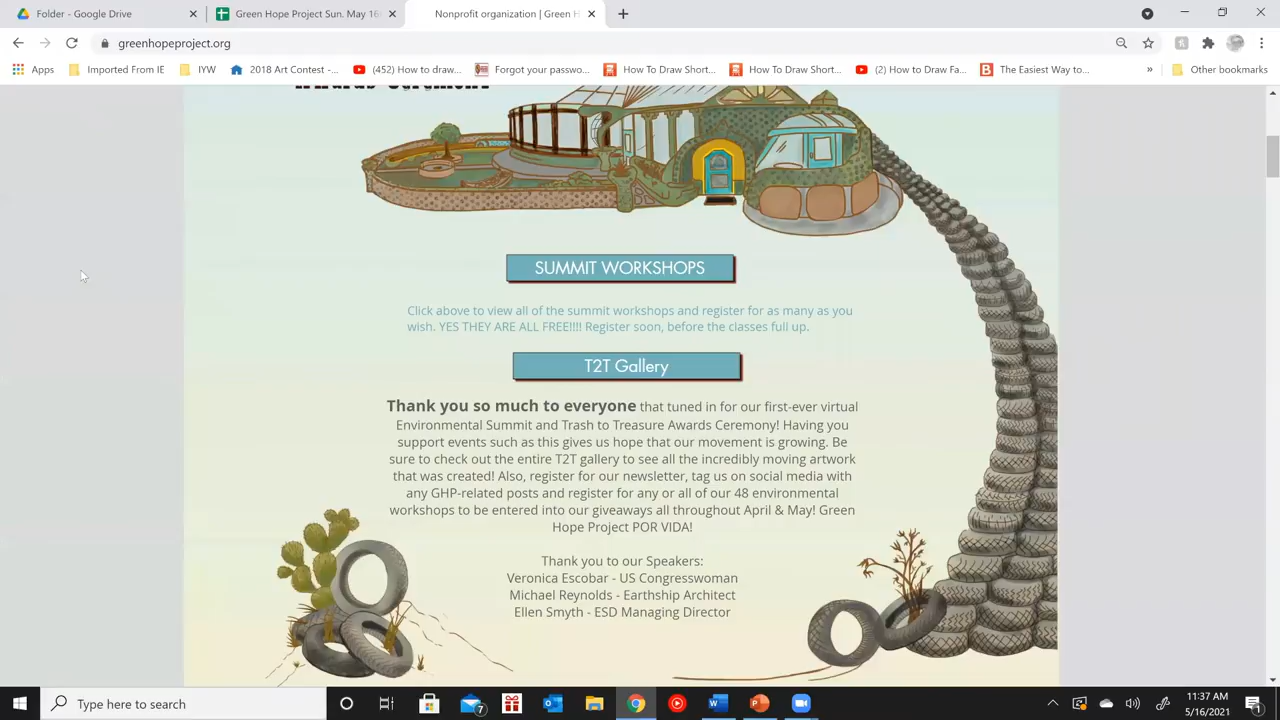 Folder - Google Drive
Green Hope Project Sun. May 16
Nonprofit organization | Green H
greenhopeproject.org
Apps
Imported From IE
IYW
2018 Art Contest -...
(452) How to draw...
Forgot your passwo...
How To Draw Short...
How To Draw Short...
(2) How to Draw Fa...
The Easiest Way to...
»
Other bookmarks
SUMMIT WORKSHOPS
Click above to view all of the summit workshops and register for as many as you
wish. YES THEY ARE ALL FREE!!!! Register soon, before the classes full up.
T2T Gallery
Thank you so much to everyone that tuned in for our first-ever virtual
Environmental Summit and Trash to Treasure Awards Ceremony! Having you
support events such as this gives us hope that our movement is growing. Be
sure to check out the entire T2T gallery to see all the incredibly moving artwork
that was created! Also, register for our newsletter, tag us on social media with
any GHP-related posts and register for any or all of our 48 environmental
workshops to be entered into our giveaways all throughout April & May! Green
Hope Project POR VIDA!
Thank you to our Speakers:
Veronica Escobar - US Congresswoman
Michael Reynolds - Earthship Architect
Ellen Smyth - ESD Managing Director
Type here to search
7
11:37 AM
5/16/2021
1